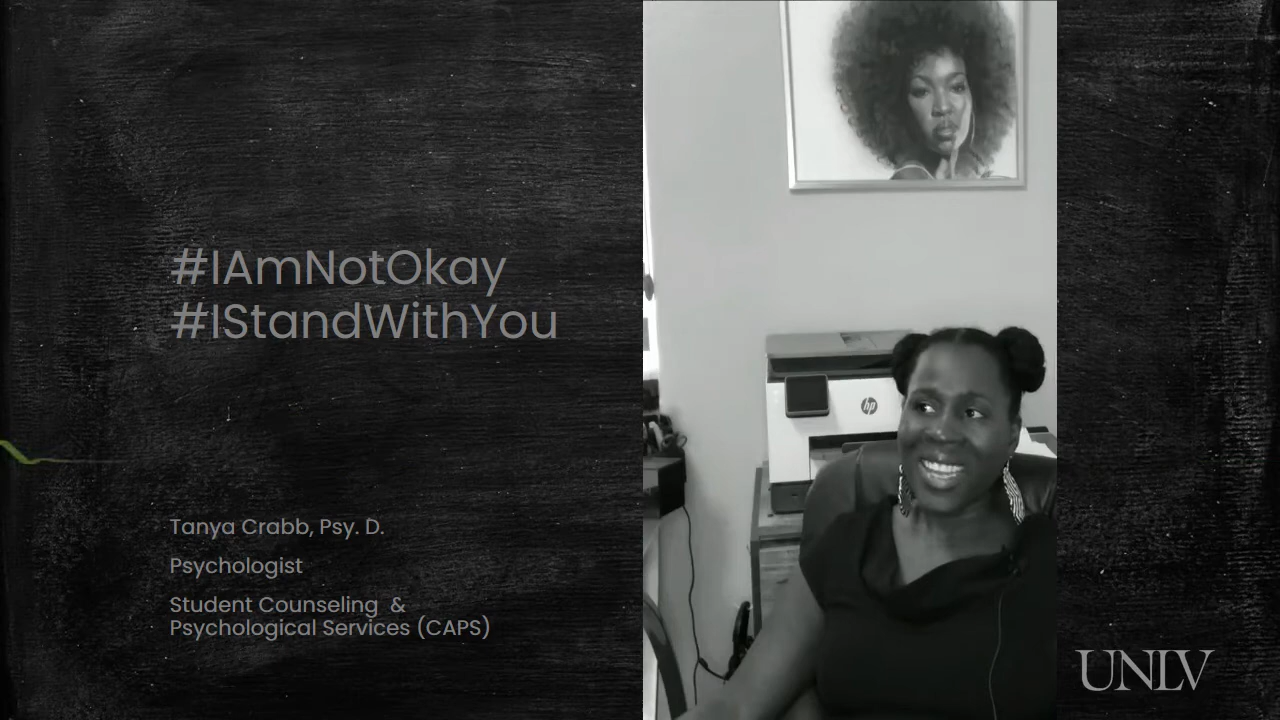 #IAmNotOkay
#IStandWithYou
hp
Tanya Crabb, Psy. D.
Psychologist
Student Counseling &
Psychological Services (CAPS)
UNLV